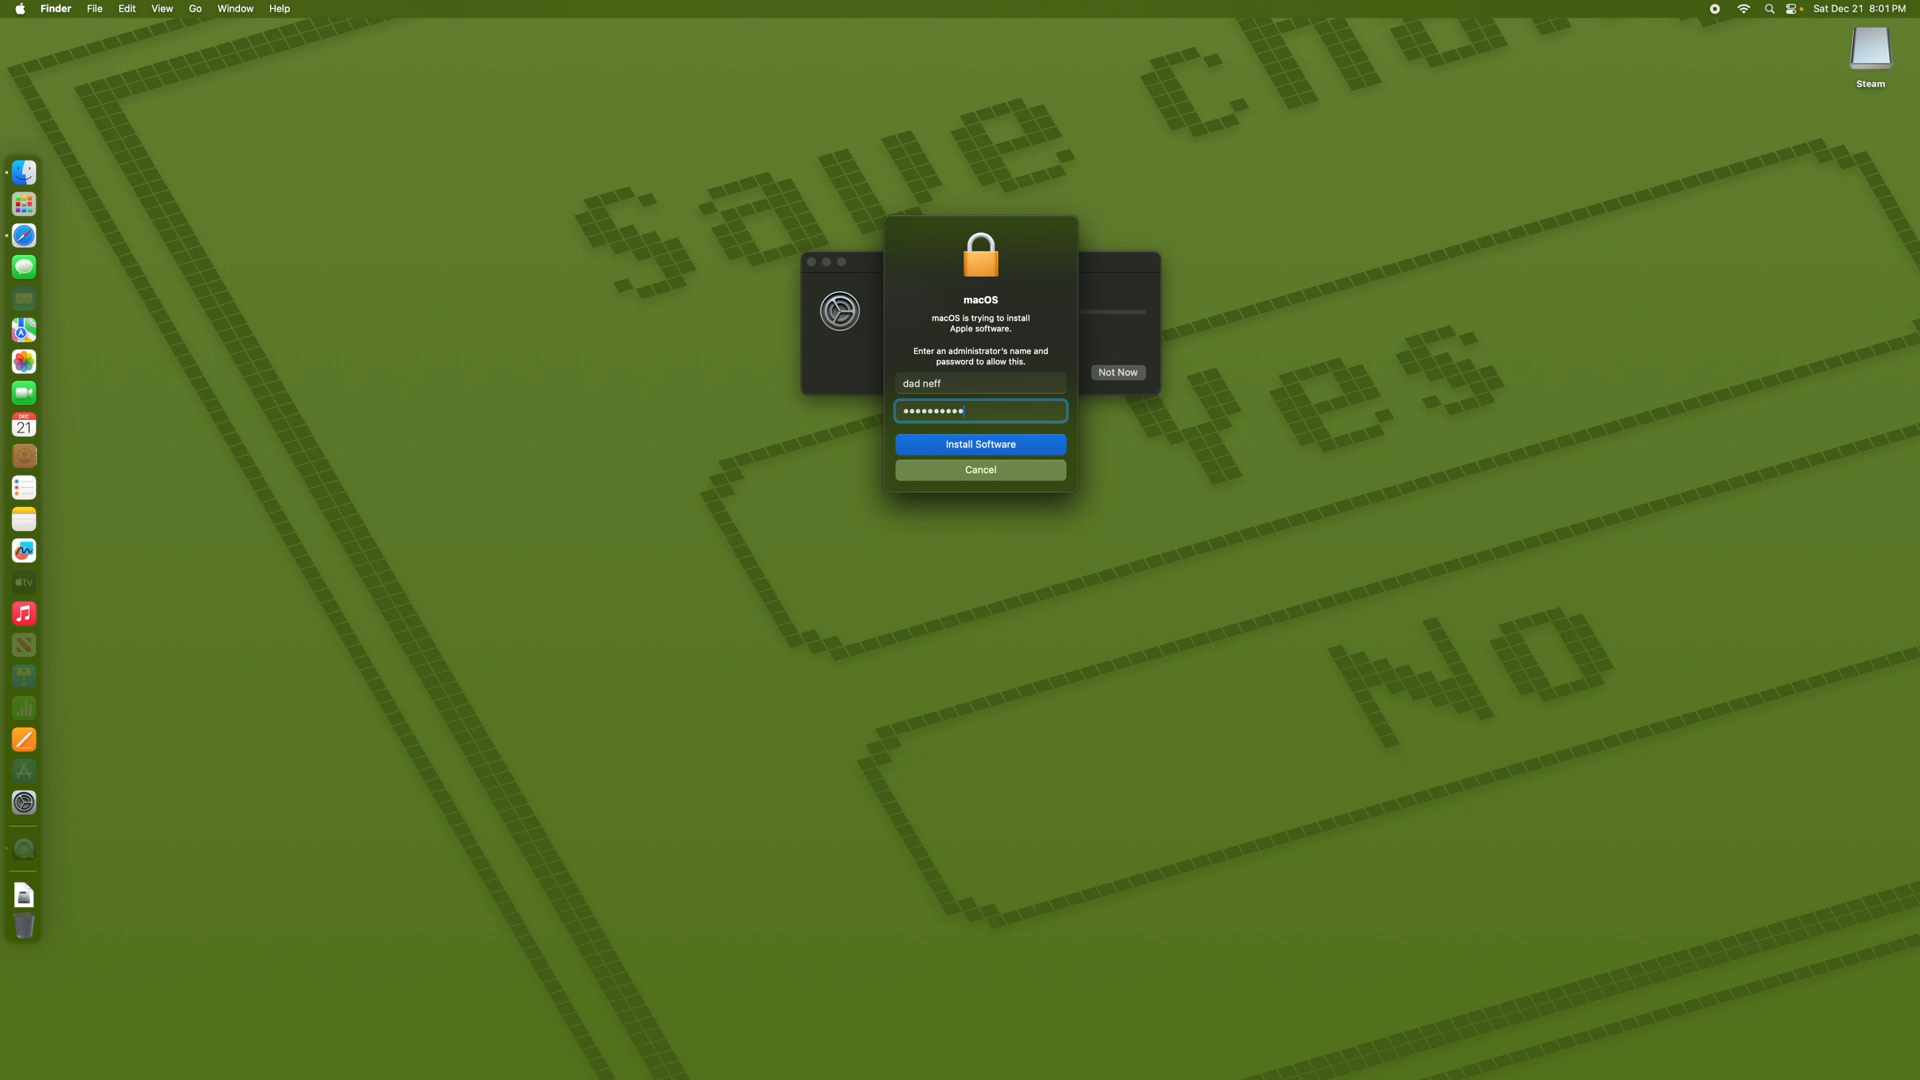 Finder File Edit View Go Window Help
Sat Dec 21 8:01 PM
Steam
Save
Yes
No
macOS
macOS is trying to install
Apple software.
Enter an administrator's name and
password to allow this.
dad neff
••••••••••
Install Software
Cancel
Not Now
DEC
21
tv